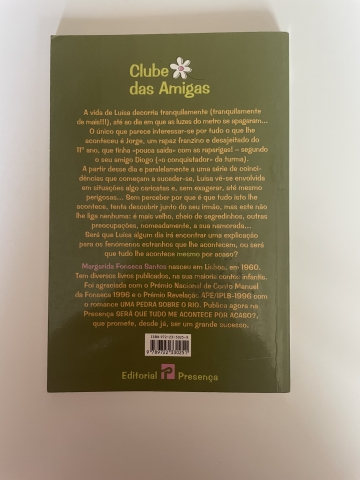 Clube
das Amigas
A vida de Luísa decorria tranquilamente (tranquilamente
de mais!!!), até ao dia em que as luzes do metro se apagaram...
O único que parece interessar-se por tudo o que lhe
aconteceu é Jorge, um rapaz franzino e desajeitado do
11º ano, que tinha «pouca saída» com as raparigas! – segundo
o seu amigo Diogo («o conquistador» da turma).
A partir desse dia e paralelamente a uma série de coinci-
dências que começam a suceder-se, Luísa vê-se envolvida
em situações algo caricatas e, sem exagerar, até mesmo
perigosas... Sem perceber por que é que tudo isto lhe
acontece, tenta descobrir junto do seu irmão, mas este não
lhe liga nenhuma: é mais velho, cheio de segredinhos, outras
preocupações, nomeadamente, a sua namorada...
Será que Luísa algum dia irá encontrar uma explicação
para os fenómenos estranhos que lhe acontecem, ou será
que tudo lhe acontece mesmo por acaso?
Margarida Fonseca Santos nasceu em Lisboa, em 1960.
Tem diversos livros publicados, na sua maioria contos infantis.
Foi agraciada com o Prémio Nacional de Conto Manuel
da Fonseca 1996 e o Prémio Revelação APE/IPLB-1996 com
o romance UMA PEDRA SOBRE O RIO. Publica agora na
Presença SERÁ QUE TUDO ME ACONTECE POR ACASO?,
que promete, desde já, ser um grande sucesso.
Editorial Presença